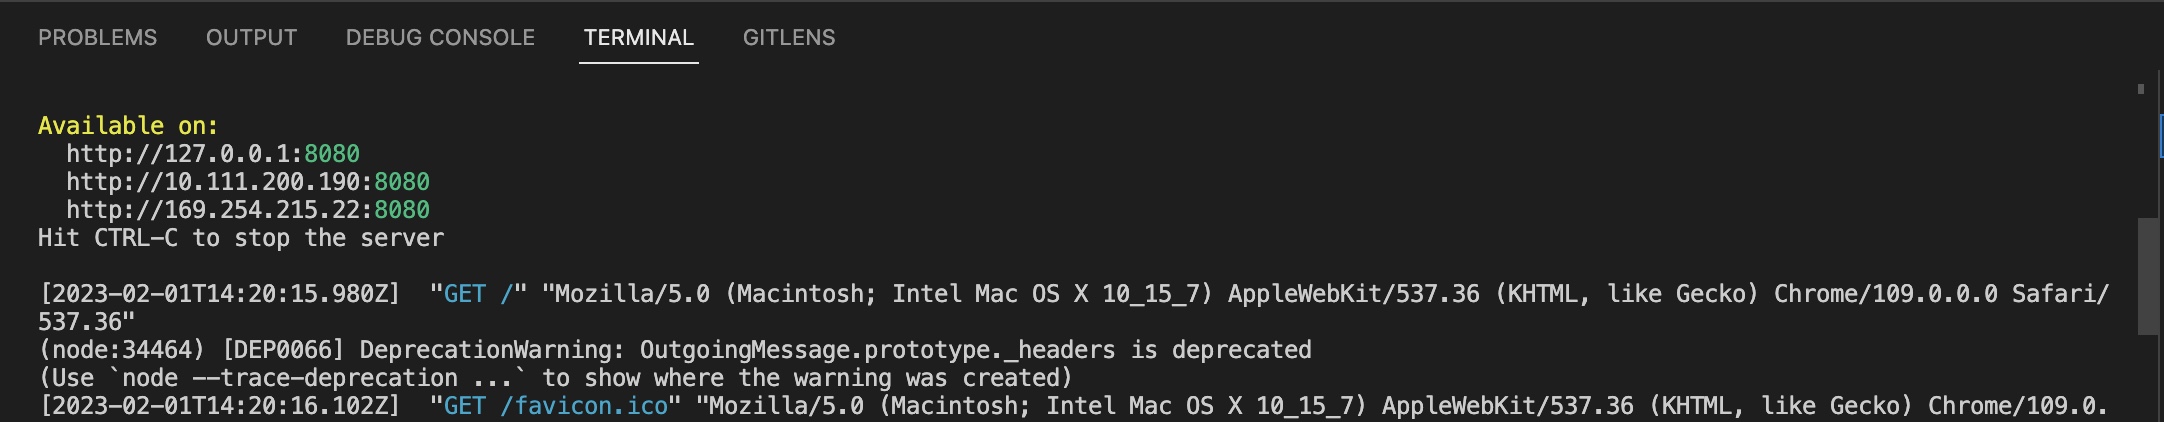 PROBLEMS OUTPUT DEBUG CONSOLE TERMINAL GITLENS
Available on:
http://127.0.0.1:8080
http://10.111.200.190:8080
http://169.254.215.22:8080
Hit CTRL-C to stop the server
[2023-02-01T14:20:15.980Z] "GET /" "Mozilla/5.0 (Macintosh; Intel Mac OS X 10_15_7) AppleWebKit/537.36 (KHTML, like Gecko) Chrome/109.0.0.0 Safari/
537.36"
(node:34464) [DEP0066] DeprecationWarning: OutgoingMessage.prototype._headers is deprecated
(Use `node --trace-deprecation ...` to show where the warning was created)
[2023-02-01T14:20:16.102Z] "GET /favicon.ico" "Mozilla/5.0 (Macintosh; Intel Mac OS X 10_15_7) AppleWebKit/537.36 (KHTML, like Gecko) Chrome/109.0.